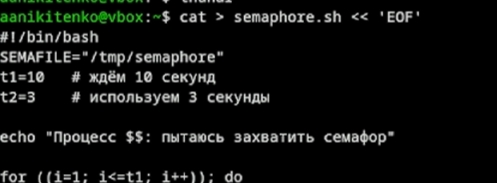 aanikitenko@vbox:~$ cat > semaphore.sh << 'EOF'
#!/bin/bash
SEMAFILE="/tmp/semaphore"
t1=10   # ждём 10 секунд
t2=3    # используем 3 секунды
echo "Процесс $$: пытаюсь захватить семафор"
for ((i=1; i<=t1; i++)); do